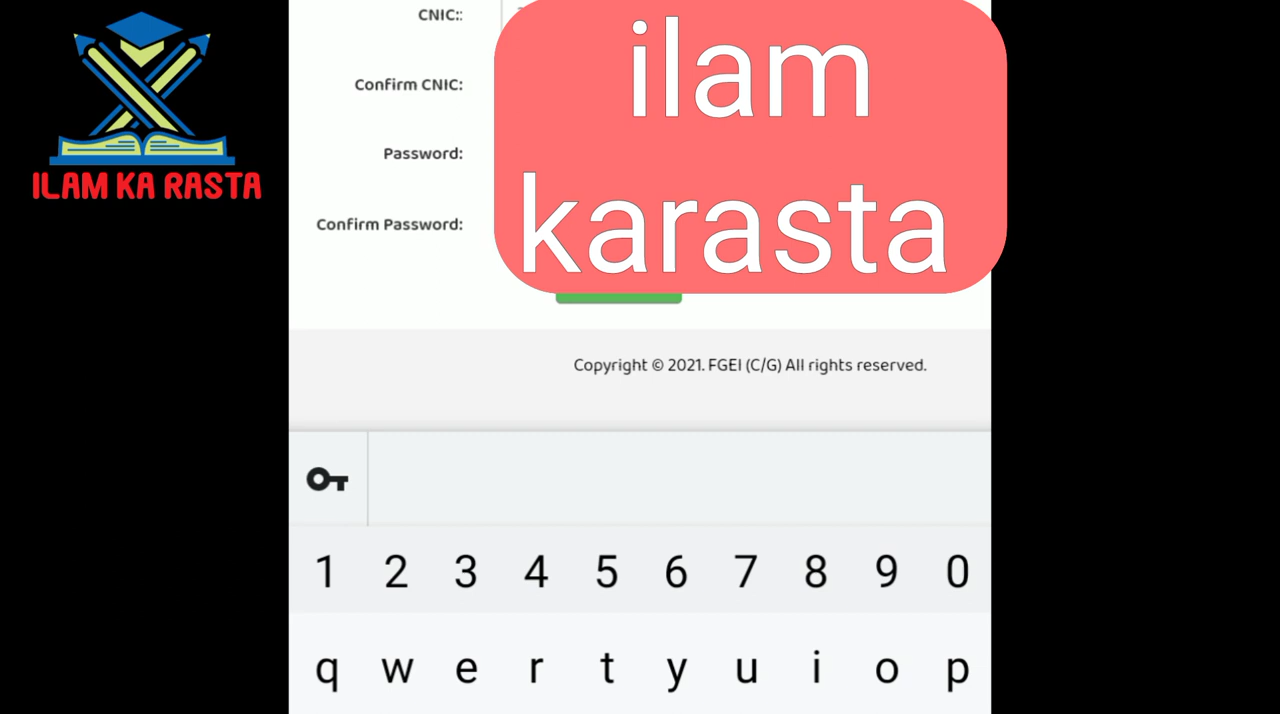 CNIC::
ilam
Confirm CNIC:
ILAM KA RASTA
Password:
karasta
Confirm Password:
Copyright © 2021. FGEI (C/G) All rights reserved.
1 2 3 4 5 6 7 8 9 0
q w e r t y u i o p